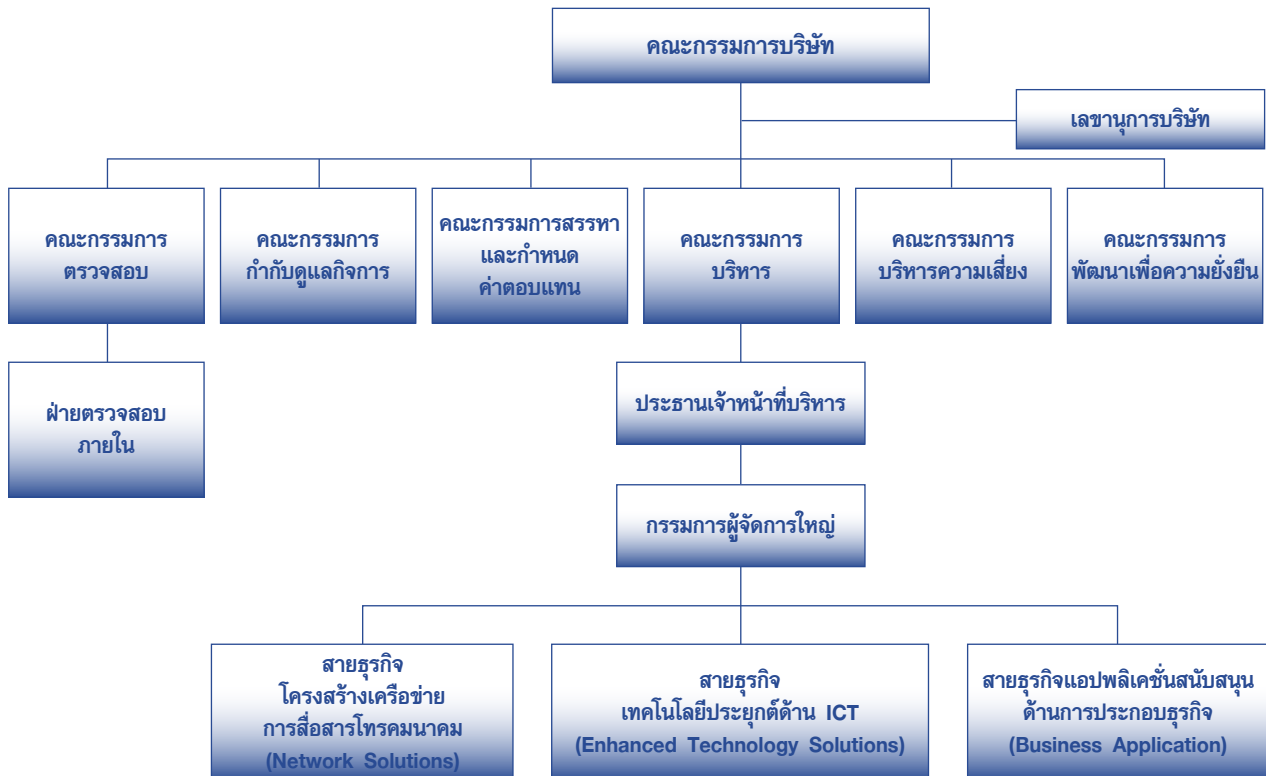 คณะกรรมการบริษัท
เลขานุการบริษัท
คณะกรรมการ
ตรวจสอบ
คณะกรรมการ
กำกับดูแลกิจการ
คณะกรรมการสรรหา
และกำหนด
ค่าตอบแทน
คณะกรรมการ
บริหาร
คณะกรรมการ
บริหารความเสี่ยง
คณะกรรมการ
พัฒนาเพื่อความยั่งยืน
ฝ่ายตรวจสอบ
ภายใน
ประธานเจ้าหน้าที่บริหาร
กรรมการผู้จัดการใหญ่
สายธุรกิจ
โครงสร้างเครือข่าย
การสื่อสารโทรคมนาคม
(Network Solutions)
สายธุรกิจ
เทคโนโลยีประยุกต์ด้าน ICT
(Enhanced Technology Solutions)
สายธุรกิจแอปพลิเคชั่นสนับสนุน
ด้านการประกอบธุรกิจ
(Business Application)